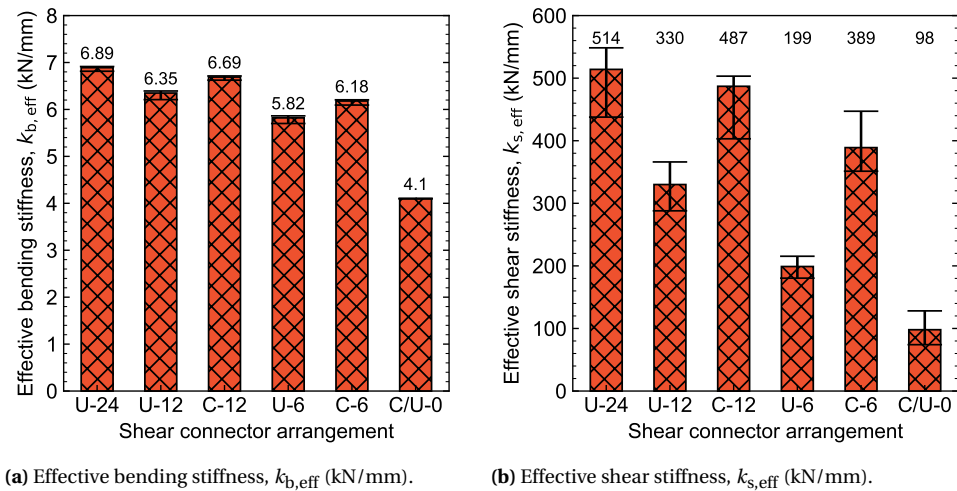 8
7
6
5
4
3
2
1
0
Effective bending stiffness, kb, eff (kN/mm)
6.89
6.35
6.69
5.82
6.18
4.1
U-24 U-12 C-12 U-6 C-6 C/U-0
Shear connector arrangement
(a) Effective bending stiffness, kb,eff (kN/mm).
600
500
400
300
200
100
0
Effective shear stiffness, ks,eff (kN/mm)
514 330 487 199 389 98
U-24 U-12 C-12 U-6 C-6 C/U-0
Shear connector arrangement
(b) Effective shear stiffness, ks,eff (kN/mm).